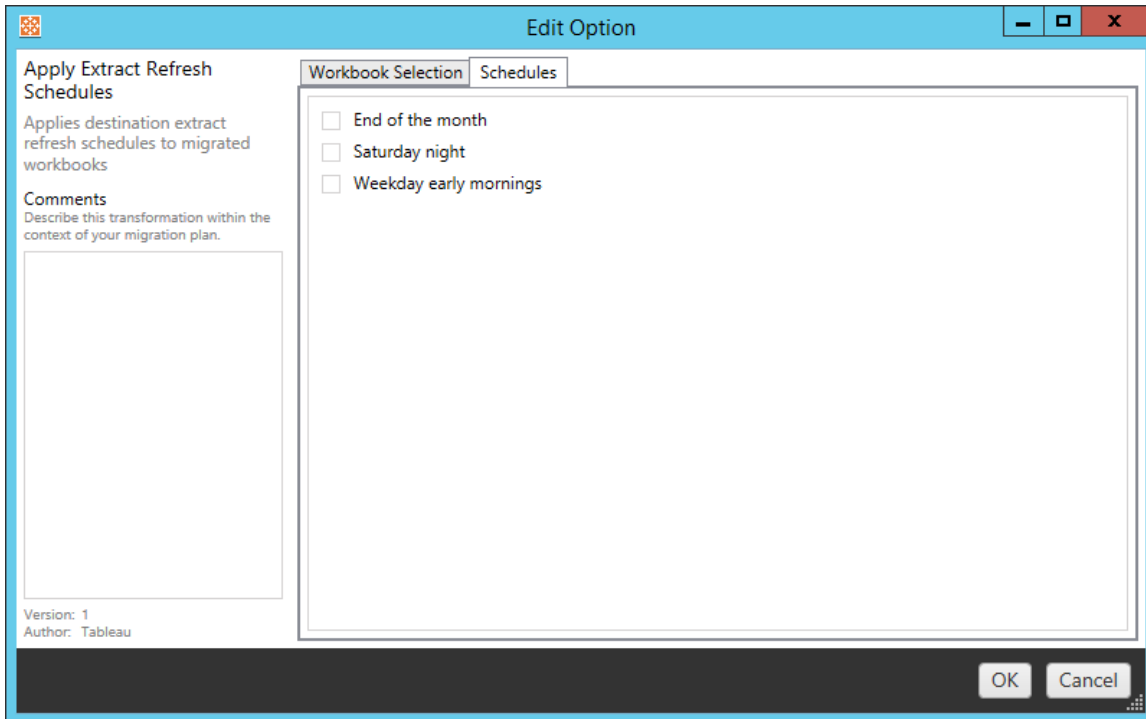 Edit Option
Apply Extract Refresh
Schedules
Applies destination extract
refresh schedules to migrated
workbooks
Comments
Describe this transformation within the
context of your migration plan.
Version: 1
Author: Tableau
Workbook Selection
Schedules
End of the month
Saturday night
Weekday early mornings
OK
Cancel